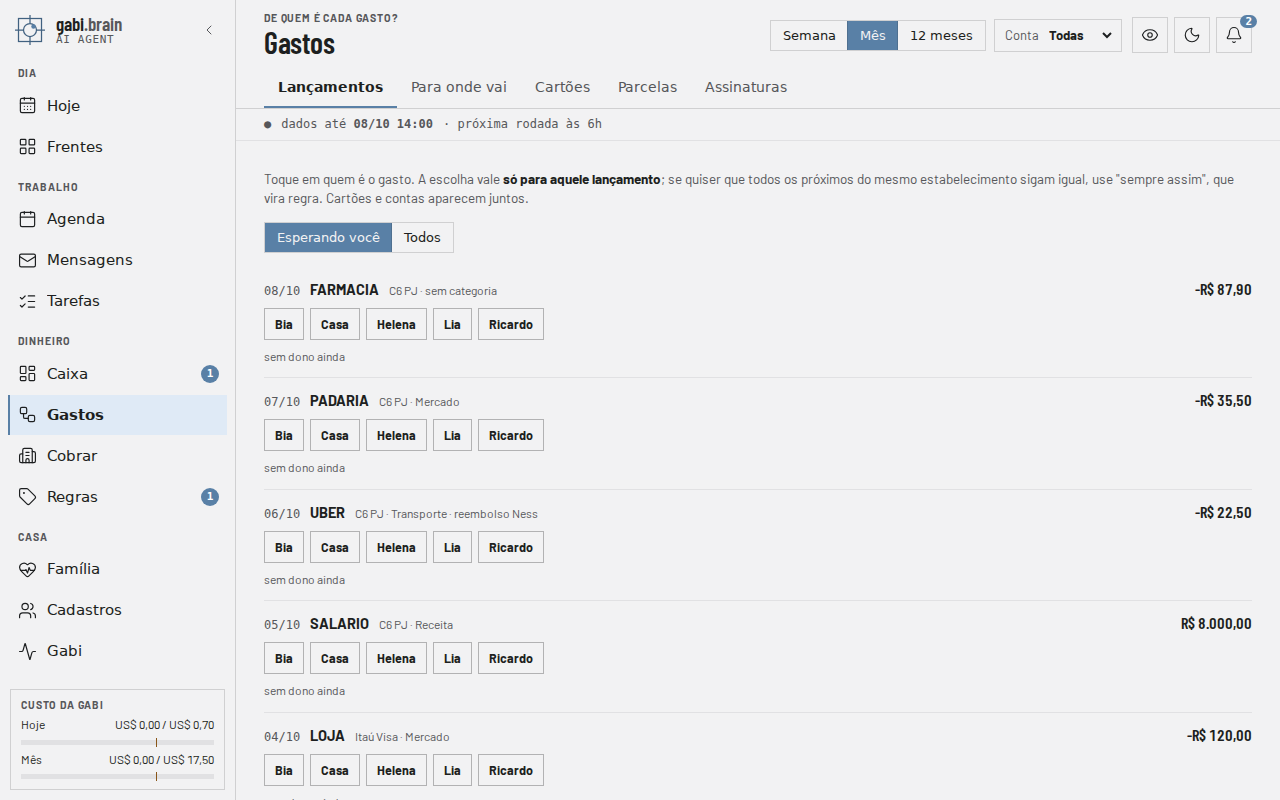 gabi.brain
AI AGENT
DIA
Hoje
Frentes
TRABALHO
Agenda
Mensagens
Tarefas
DINHEIRO
Caixa 1
Gastos
Cobrar
Regras 1
CASA
Família
Cadastros
Gabi
CUSTO DA GABI
Hoje US$ 0,00 / US$ 0,70
Mês US$ 0,00 / US$ 17,50
DE QUEM É CADA GASTO?
Gastos
Semana Mês 12 meses Conta Todas 2
Lançamentos Para onde vai Cartões Parcelas Assinaturas
● dados até 08/10 14:00 · próxima rodada às 6h
Toque em quem é o gasto. A escolha vale só para aquele lançamento; se quiser que todos os próximos do mesmo estabelecimento sigam igual, use "sempre assim", que
vira regra. Cartões e contas aparecem juntos.
Esperando você Todos
08/10 FARMACIA C6 PJ · sem categoria -R$ 87,90
Bia Casa Helena Lia Ricardo
sem dono ainda
07/10 PADARIA C6 PJ · Mercado -R$ 35,50
Bia Casa Helena Lia Ricardo
sem dono ainda
06/10 UBER C6 PJ · Transporte · reembolso Ness -R$ 22,50
Bia Casa Helena Lia Ricardo
sem dono ainda
05/10 SALARIO C6 PJ · Receita R$ 8.000,00
Bia Casa Helena Lia Ricardo
sem dono ainda
04/10 LOJA Itaú Visa · Mercado -R$ 120,00
Bia Casa Helena Lia Ricardo